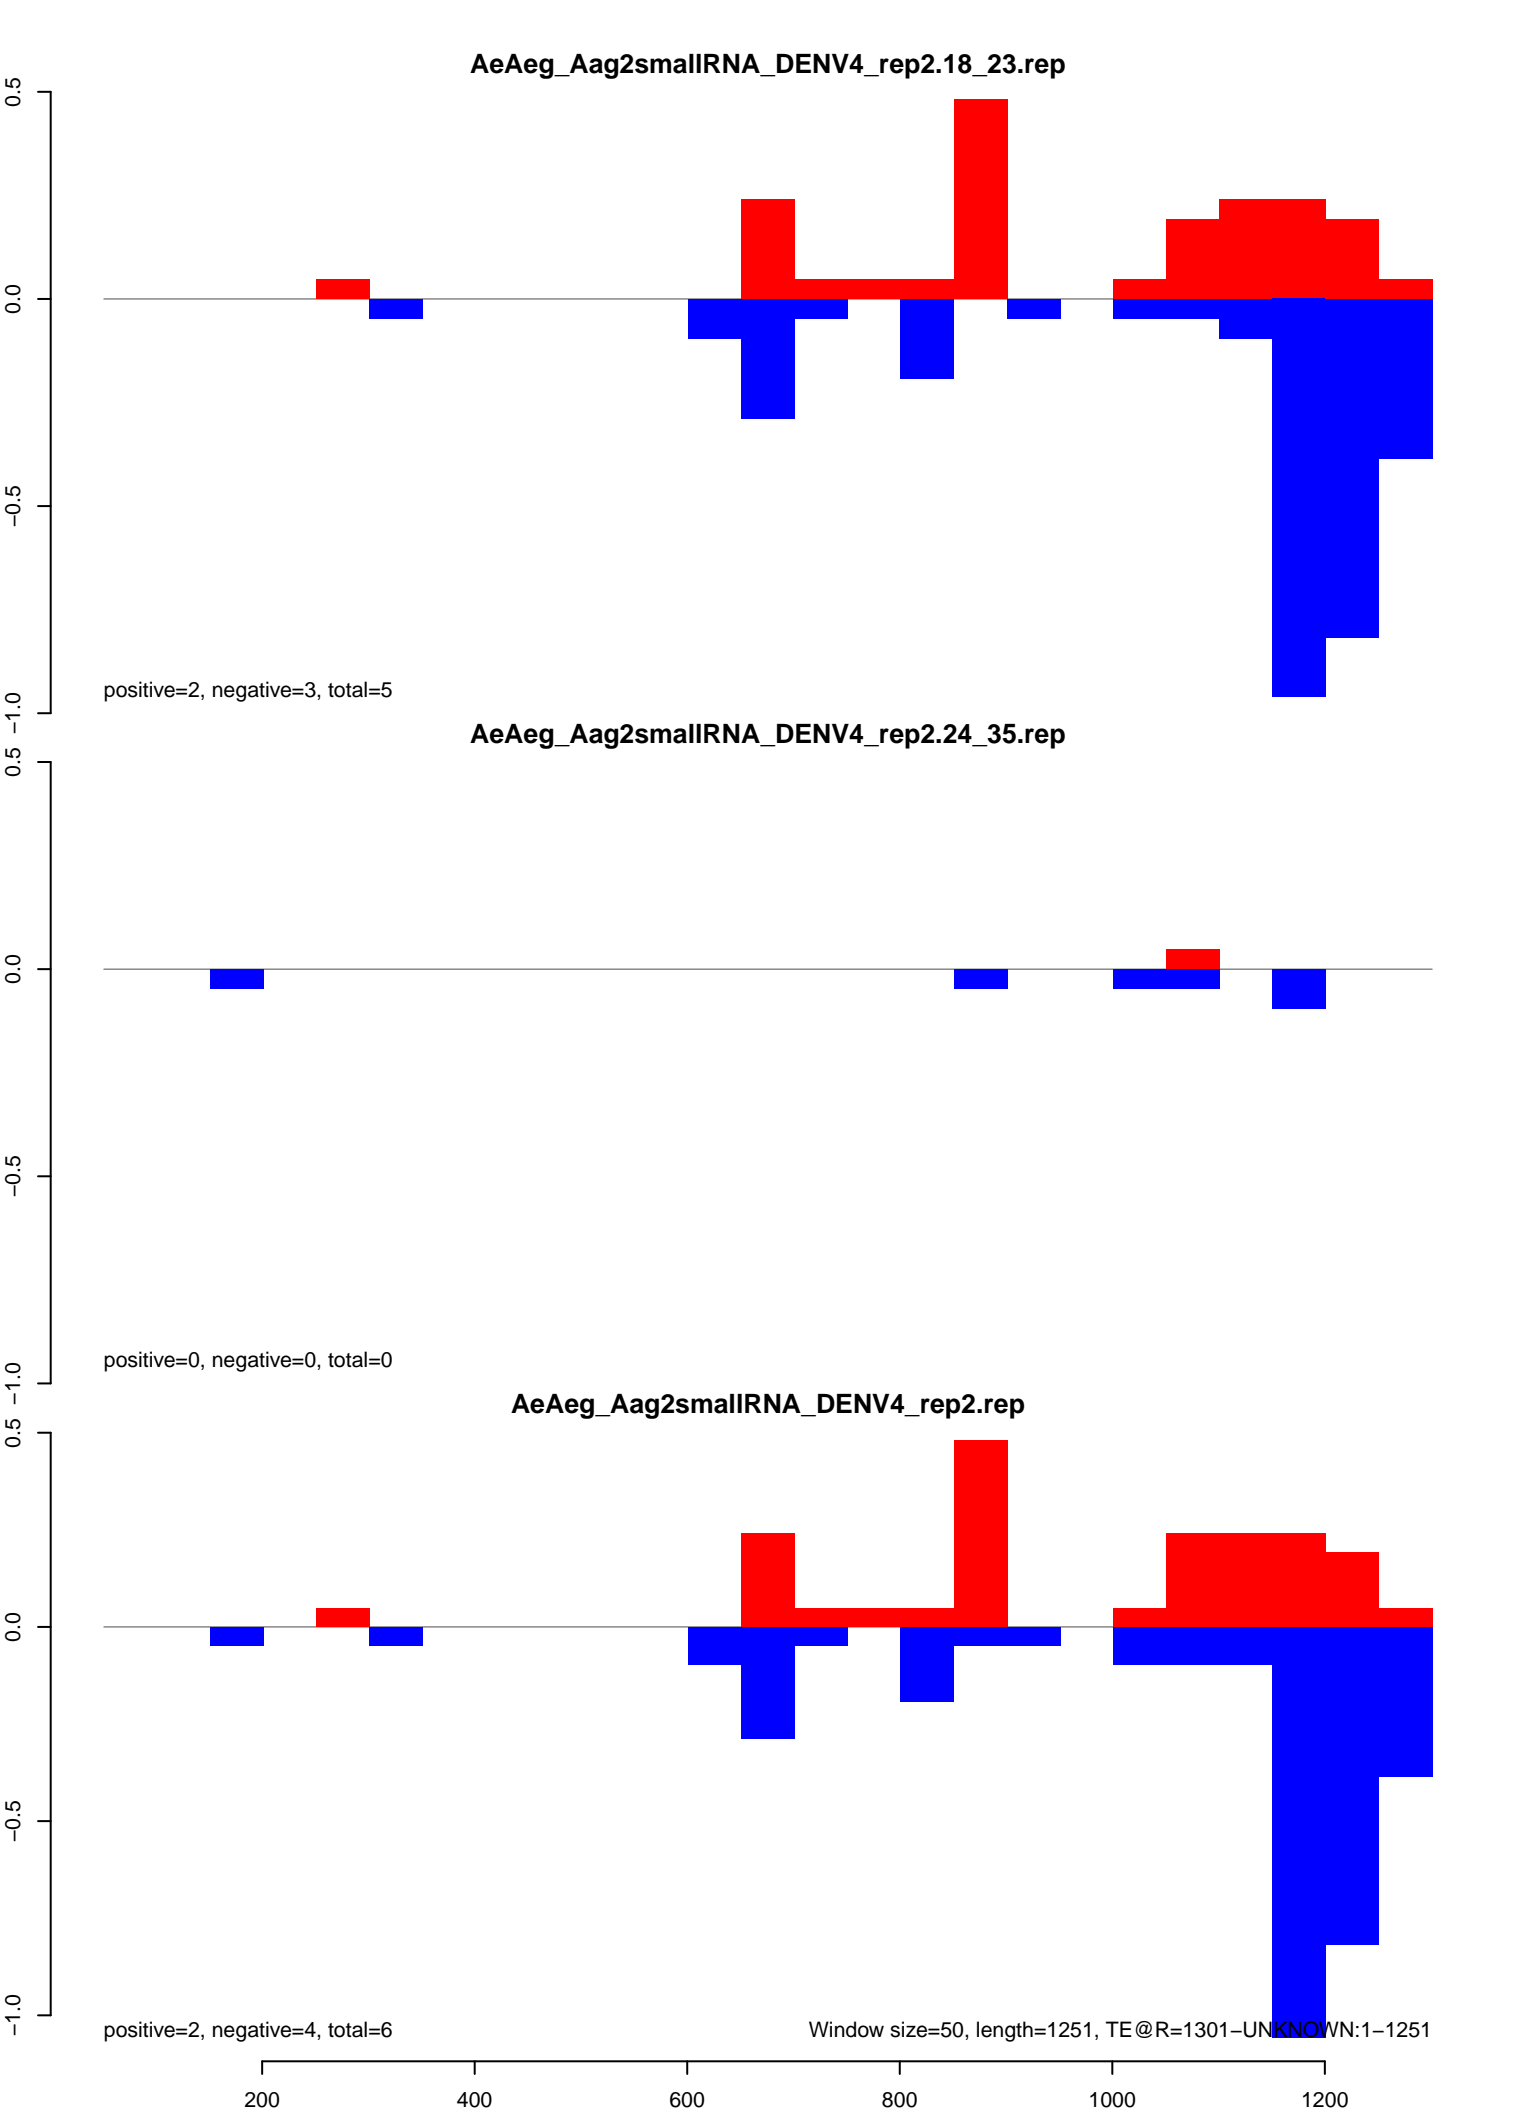 AeAeg_Aag2smallRNA_DENV4_rep2.18_23.rep
0.5
0.0
−0.5
−1.0
positive=2, negative=3, total=5
AeAeg_Aag2smallRNA_DENV4_rep2.24_35.rep
0.5
0.0
−0.5
−1.0
positive=0, negative=0, total=0
AeAeg_Aag2smallRNA_DENV4_rep2.rep
0.5
0.0
−0.5
−1.0
positive=2, negative=4, total=6
Window size=50, length=1251, TE@R=1301−UNKNOWN:1−1251
200 400 600 800 1000 1200